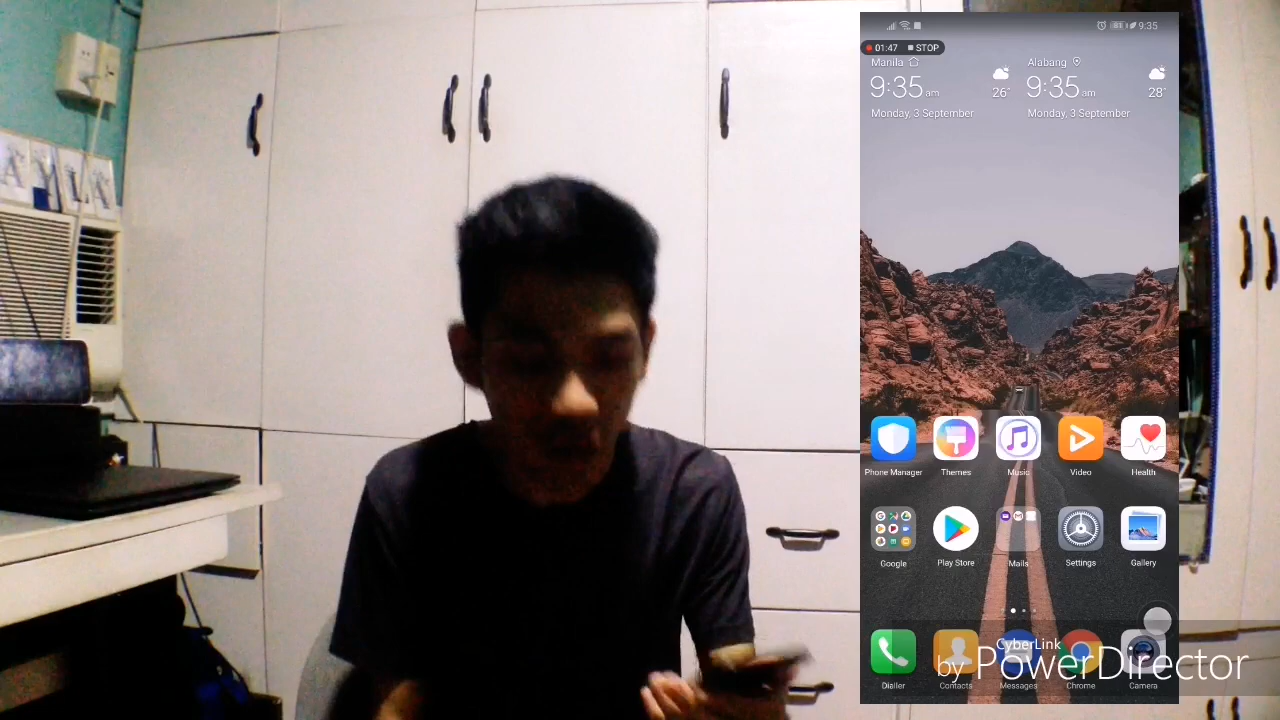 AYLA
9:35
01:47 STOP
Manila
Alabang
9:35 am
26°
9:35 am
28°
Monday, 3 September
Monday, 3 September
Phone Manager
Themes
Music
Video
Health
Google
Play Store
Mails
Settings
Gallery
Dialler
Contacts
Messages
Chrome
Camera
CyberLink
by PowerDirector